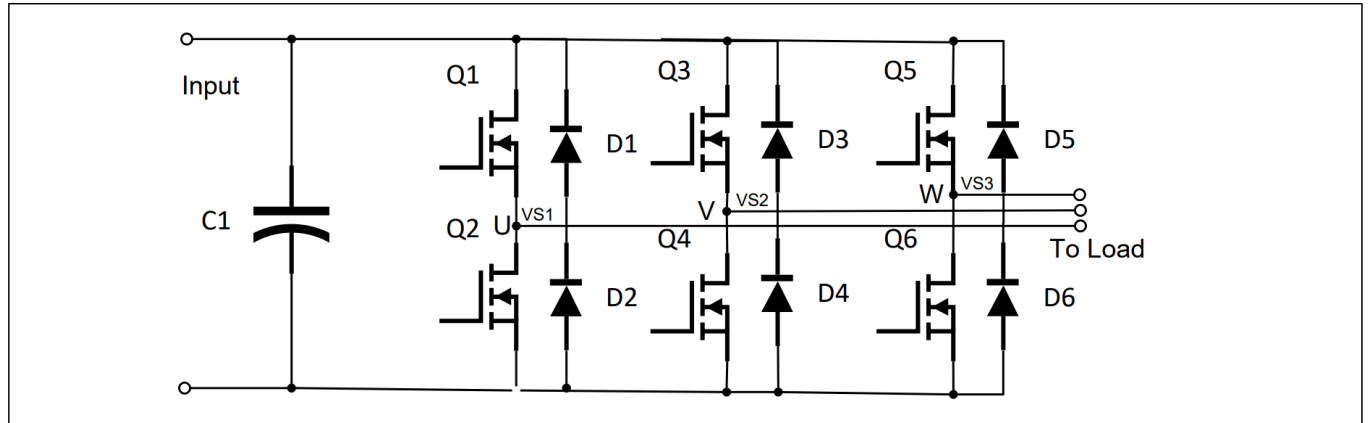 Input
C1
Q1
D1
Q2
U
VS1
D2
Q3
D3
V
VS2
Q4
D4
Q5
D5
W
VS3
Q6
D6
To Load